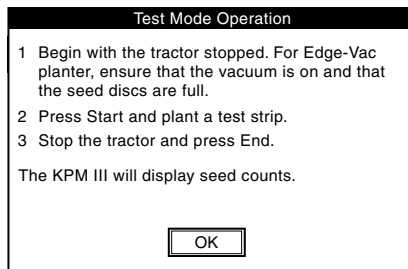 Test Mode Operation
1 Begin with the tractor stopped. For Edge-Vac
planter, ensure that the vacuum is on and that
the seed discs are full.
2 Press Start and plant a test strip.
3 Stop the tractor and press End.
The KPM III will display seed counts.
OK